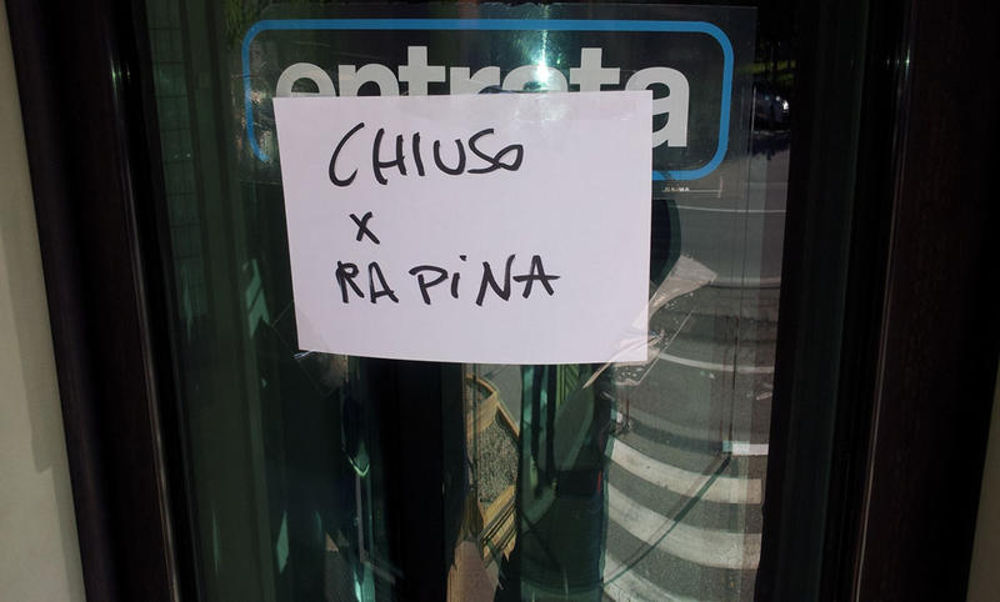 entrata
CHIUSO
x
RAPiNA